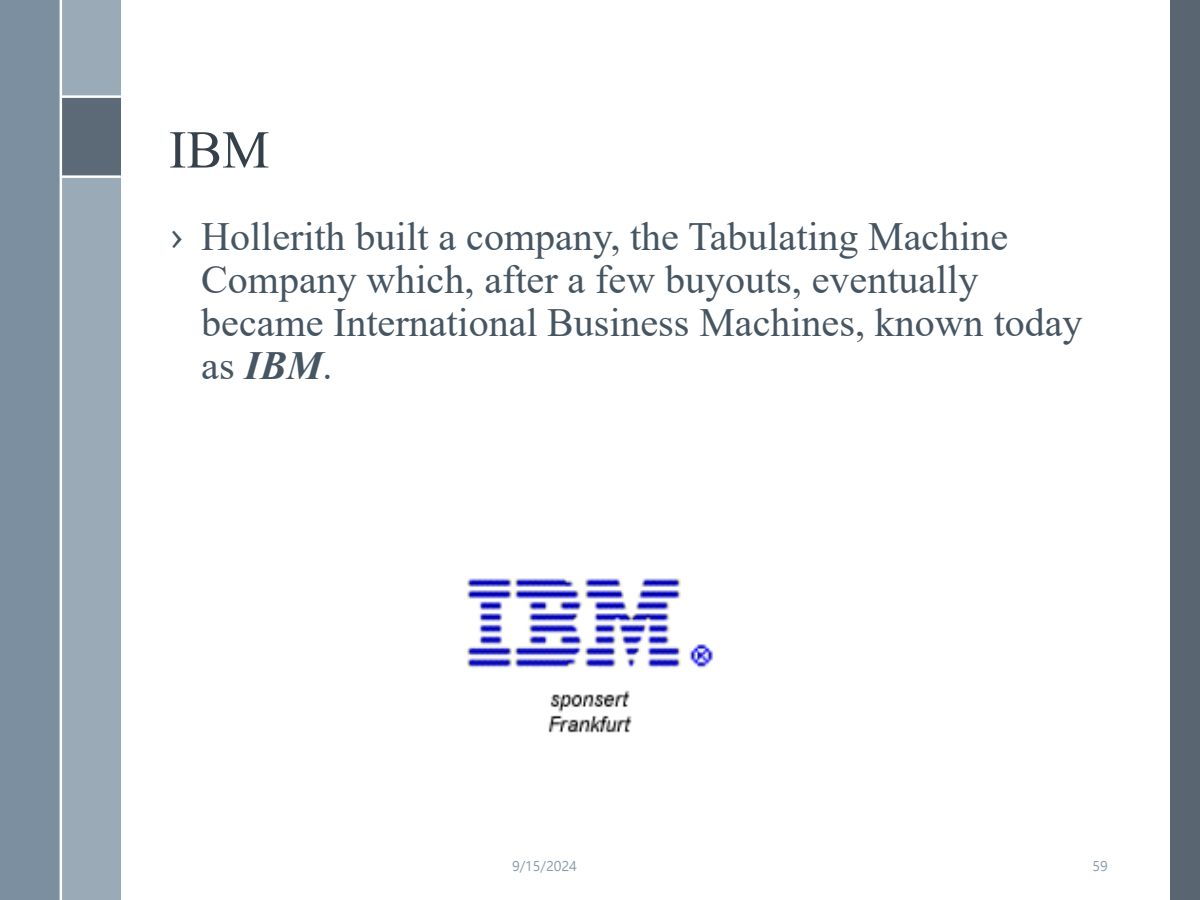 IBM
› Hollerith built a company, the Tabulating Machine
Company which, after a few buyouts, eventually
became International Business Machines, known today
as IBM.
IBM®
sponsert
Frankfurt
9/15/2024
59